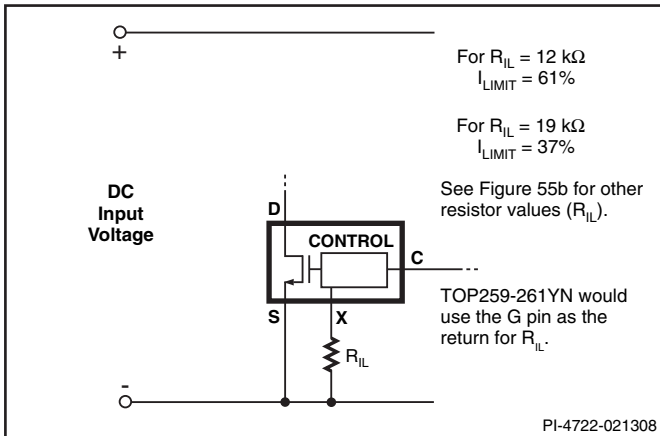 +
For R_IL = 12 kΩ
I_LIMIT = 61%
For R_IL = 19 kΩ
I_LIMIT = 37%
See Figure 55b for other
resistor values (R_IL).
DC
Input
Voltage
D
CONTROL
C
S
X
R_IL
TOP259-261YN would
use the G pin as the
return for R_IL.
-
PI-4722-021308